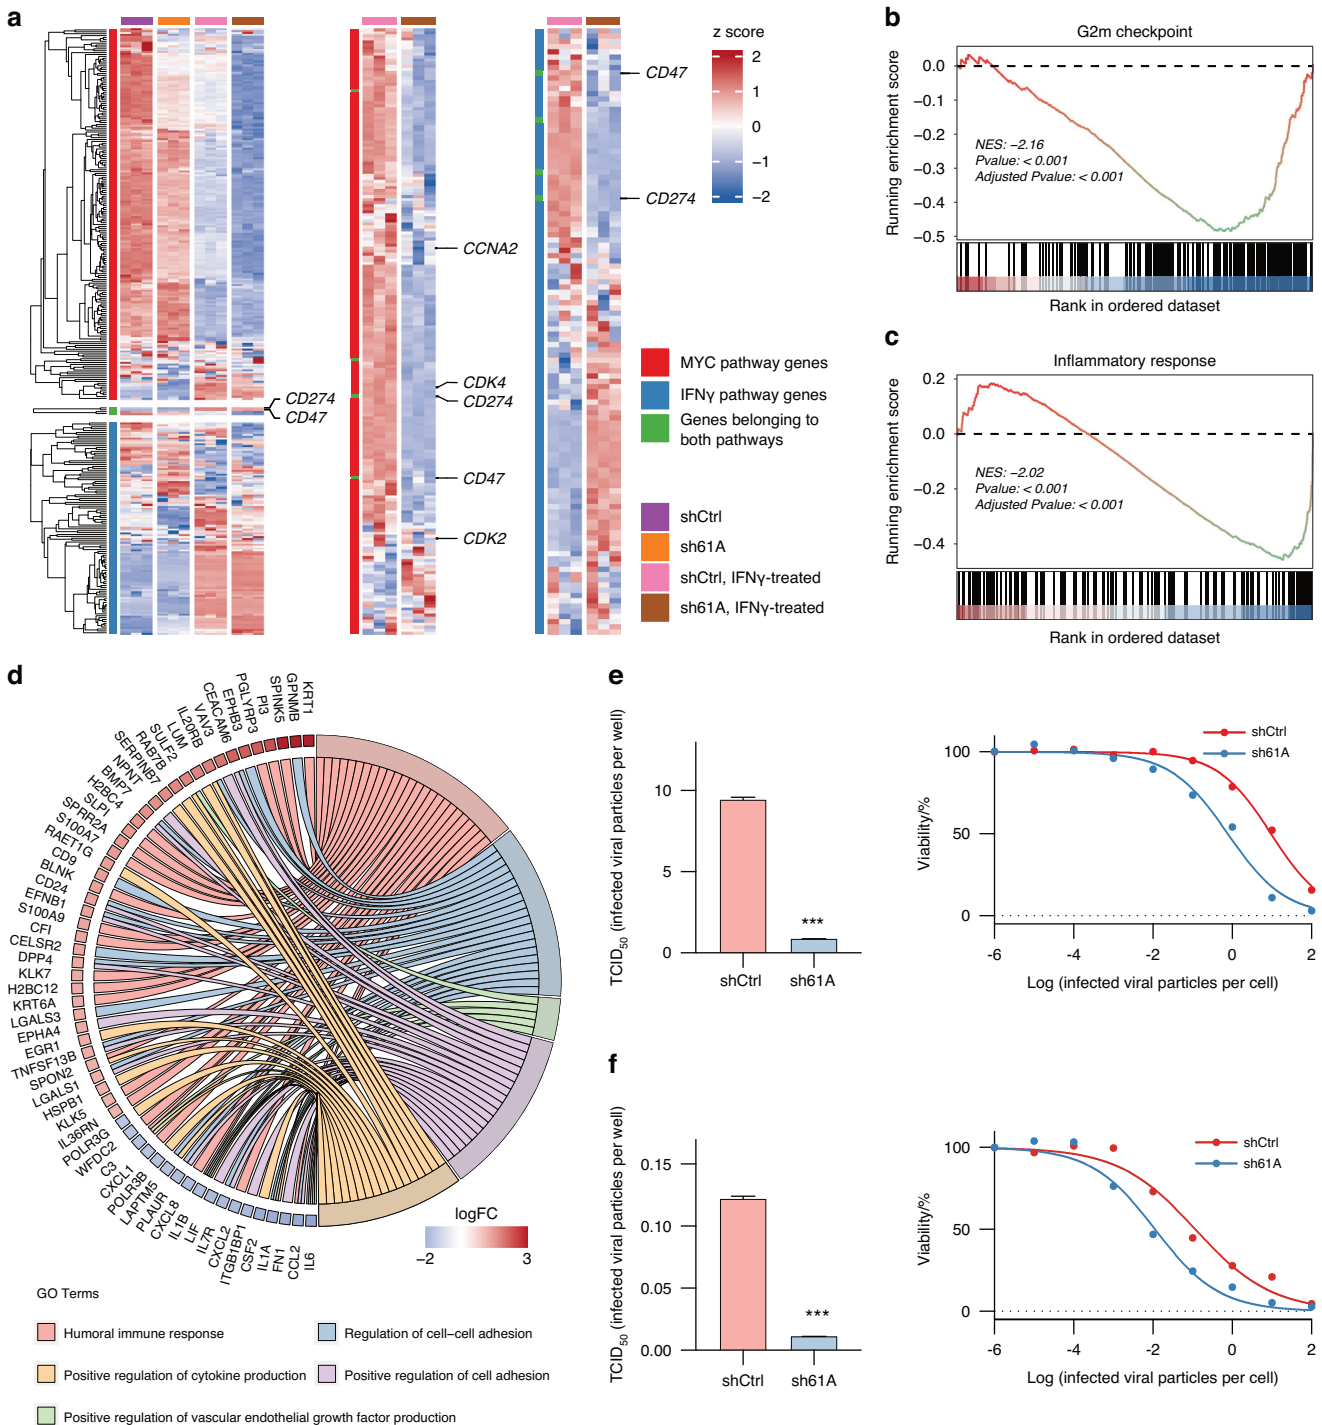 a
z score
2
1
0
−1
−2
CD47
CD274
CCNA2
CDK4
CD274
CD47
CDK2
CD274
CD47
MYC pathway genes
IFNγ pathway genes
Genes belonging to
both pathways
shCtrl
sh61A
shCtrl, IFNγ-treated
sh61A, IFNγ-treated
b
G2m checkpoint
Running enrichment score
0.0
−0.1
−0.2
−0.3
−0.4
−0.5
NES: −2.16
Pvalue: < 0.001
Adjusted Pvalue: < 0.001
Rank in ordered dataset
c
Inflammatory response
Running enrichment score
0.2
0.0
−0.2
−0.4
NES: −2.02
Pvalue: < 0.001
Adjusted Pvalue: < 0.001
Rank in ordered dataset
d
KRT1
GPNMB
SPINK5
PI3
PGLYRP3
EPHB3
CEACAM6
VAV3
IL20RB
LUM
SULF2
RAB7B
SERPINB7
NPNT
BMP7
H2BC4
SLPI
SPRR2A
S100A7
RAET1G
CD9
BLNK
CD24
EFNB1
S100A9
CFI
CELSR2
DPP4
KLK7
H2BC12
KRT6A
LGALS3
EPHA4
EGR1
TNFSF13B
SPON2
LGALS1
HSPB1
KLK5
IL36RN
POLR3G
WFDC2
C3
CXCL1
POLR3B
LAPTM5
PLAUR
CXCL8
IL1B
LIF
IL7R
CXCL2
ITGB1BP1
CSF2
IL1A
FN1
CCL2
IL6
logFC
−2
3
GO Terms
Humoral immune response
Regulation of cell−cell adhesion
Positive regulation of cytokine production
Positive regulation of cell adhesion
Positive regulation of vascular endothelial growth factor production
e
TCID50 (infected viral particles per well)
10
5
0
***
shCtrl
sh61A
Viability/%
100
50
0
shCtrl
sh61A
-6
-4
-2
0
2
Log (infected viral particles per cell)
f
TCID50 (infected viral particles per well)
0.15
0.10
0.05
0.00
***
shCtrl
sh61A
Viability/%
100
50
0
shCtrl
sh61A
-6
-4
-2
0
2
Log (infected viral particles per cell)